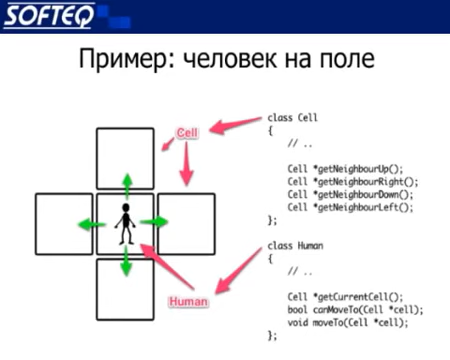 SOFTEQ
Пример: человек на поле
Cell
Human
class Cell
{
// ..
Cell *getNeighbourUp();
Cell *getNeighbourRight();
Cell *getNeighbourDown();
Cell *getNeighbourLeft();
};
class Human
{
// ..
Cell *getCurrentCell();
bool canMoveTo(Cell *cell);
void moveTo(Cell *cell);
};